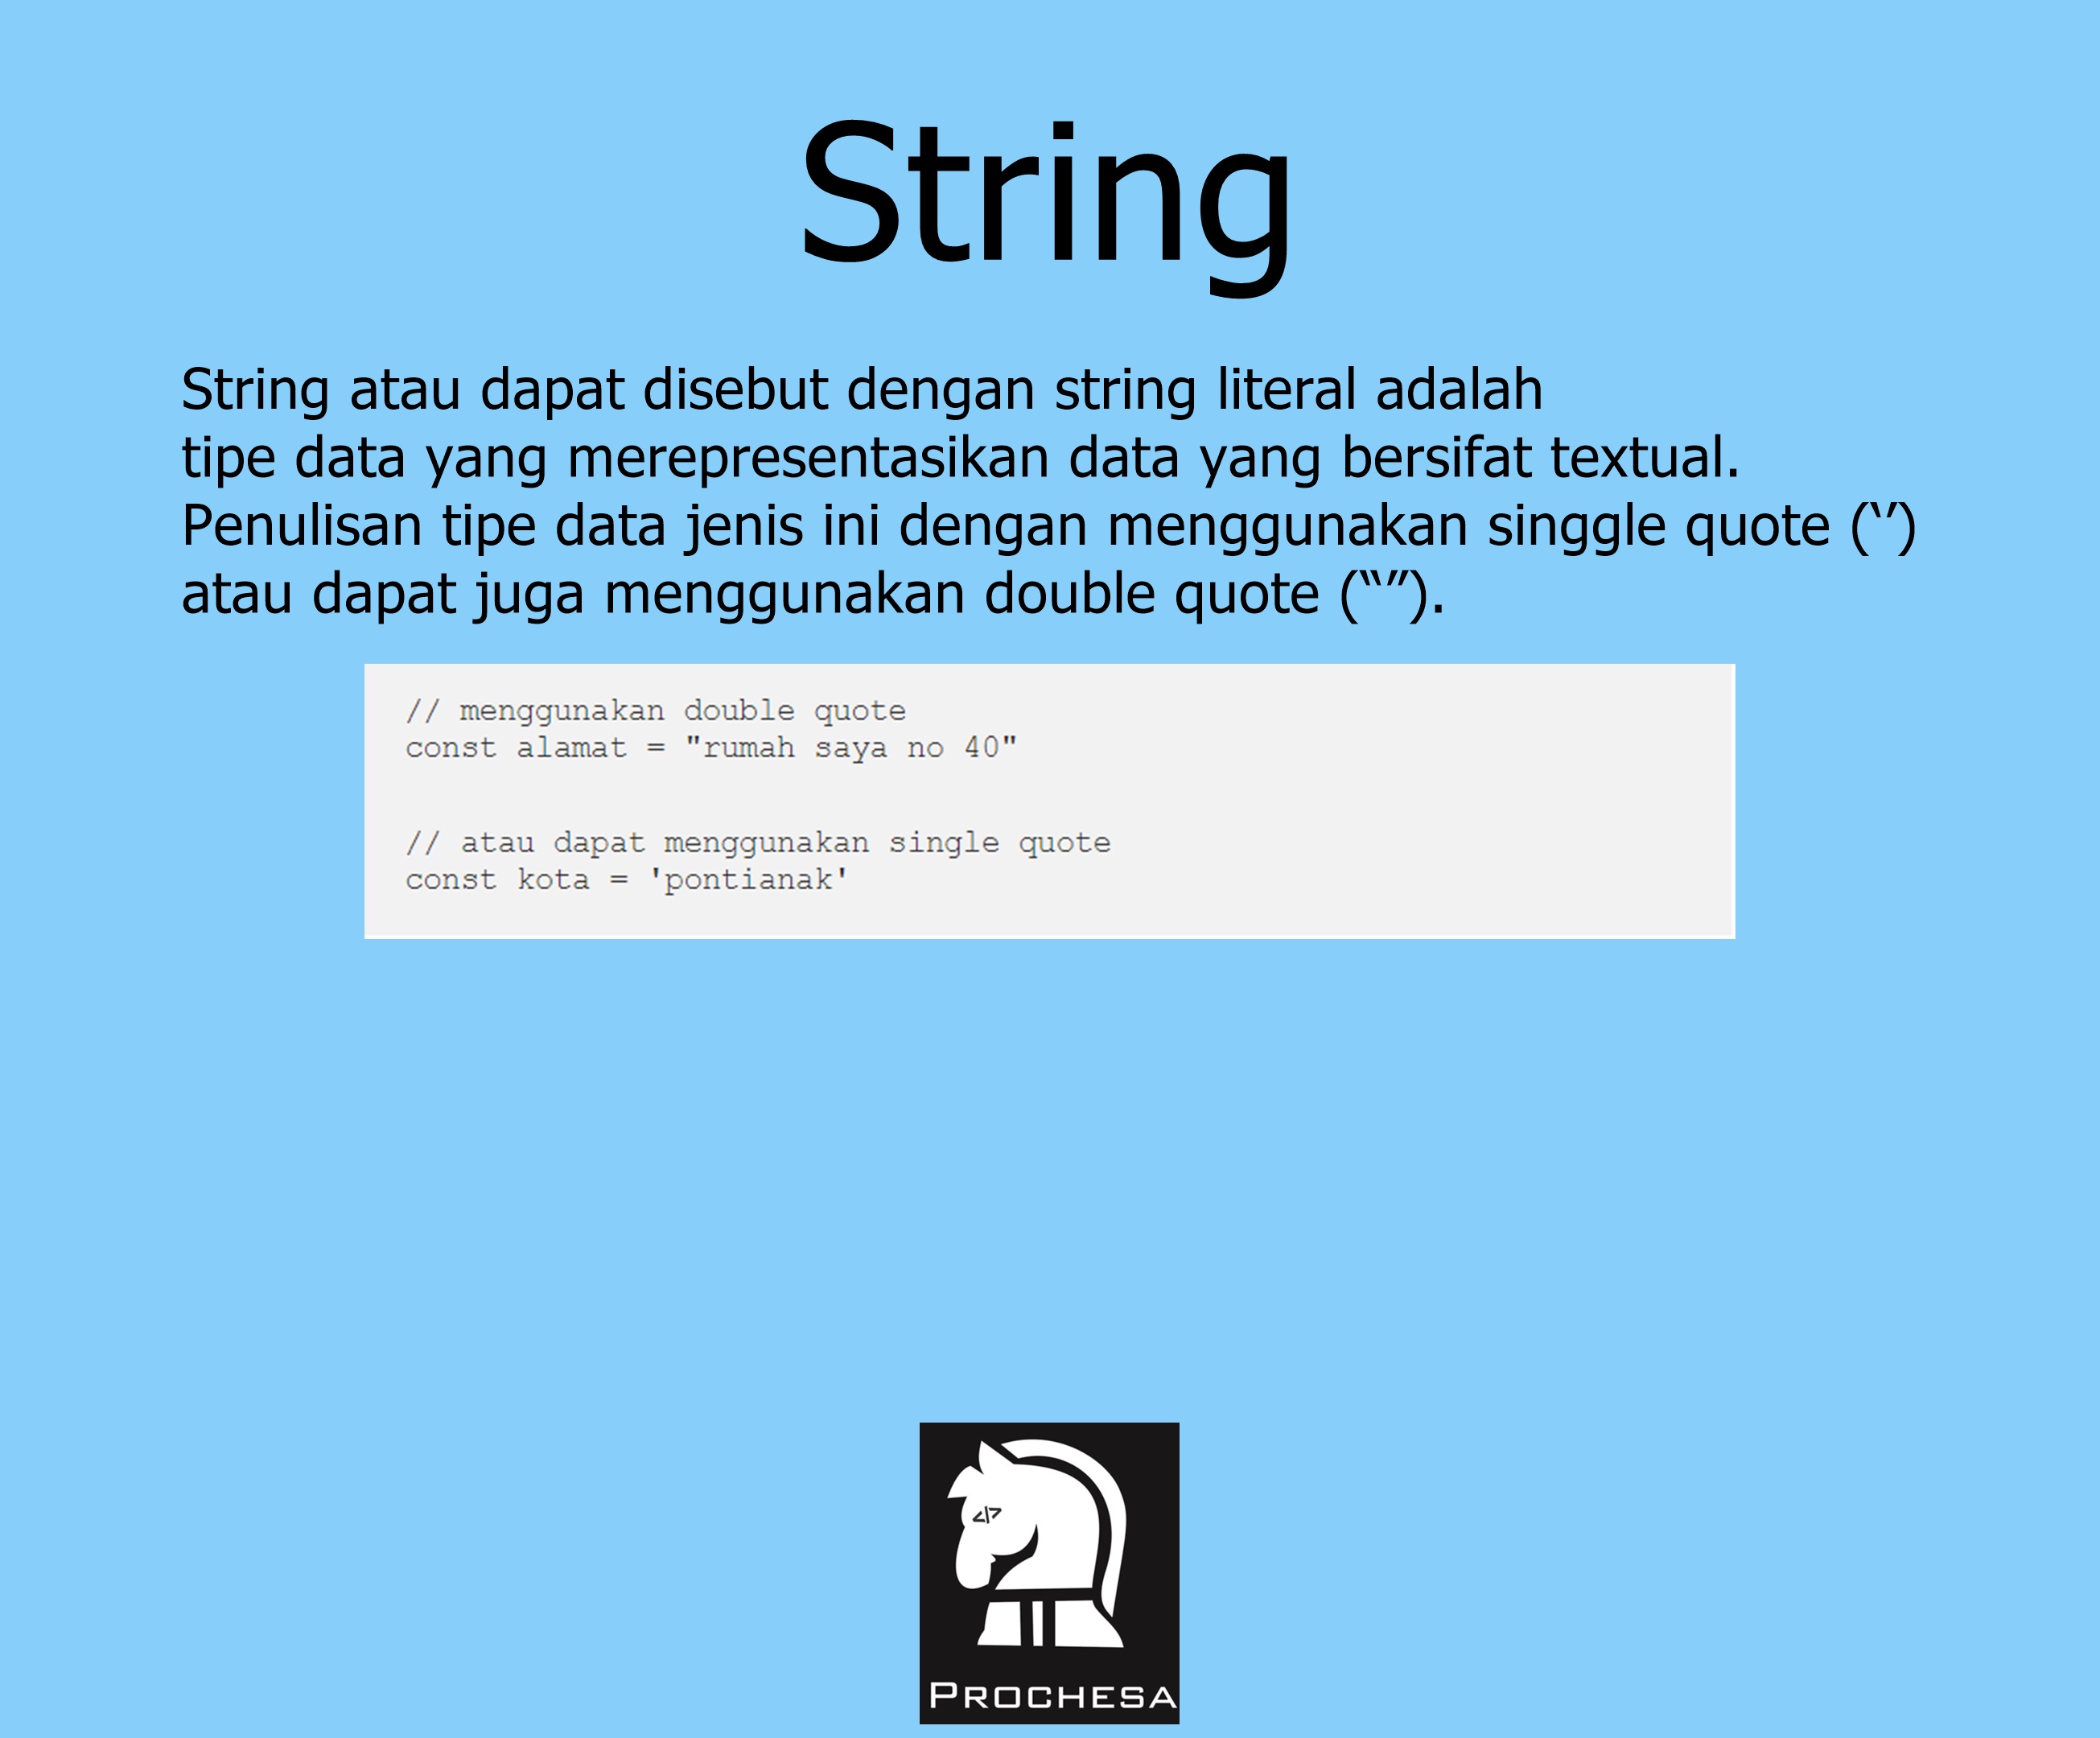 String
String atau dapat disebut dengan string literal adalah
tipe data yang merepresentasikan data yang bersifat textual.
Penulisan tipe data jenis ini dengan menggunakan singgle quote (‘’)
atau dapat juga menggunakan double quote (“”).
// menggunakan double quote
const alamat = "rumah saya no 40"
// atau dapat menggunakan single quote
const kota = 'pontianak'
</>
PROCHESA